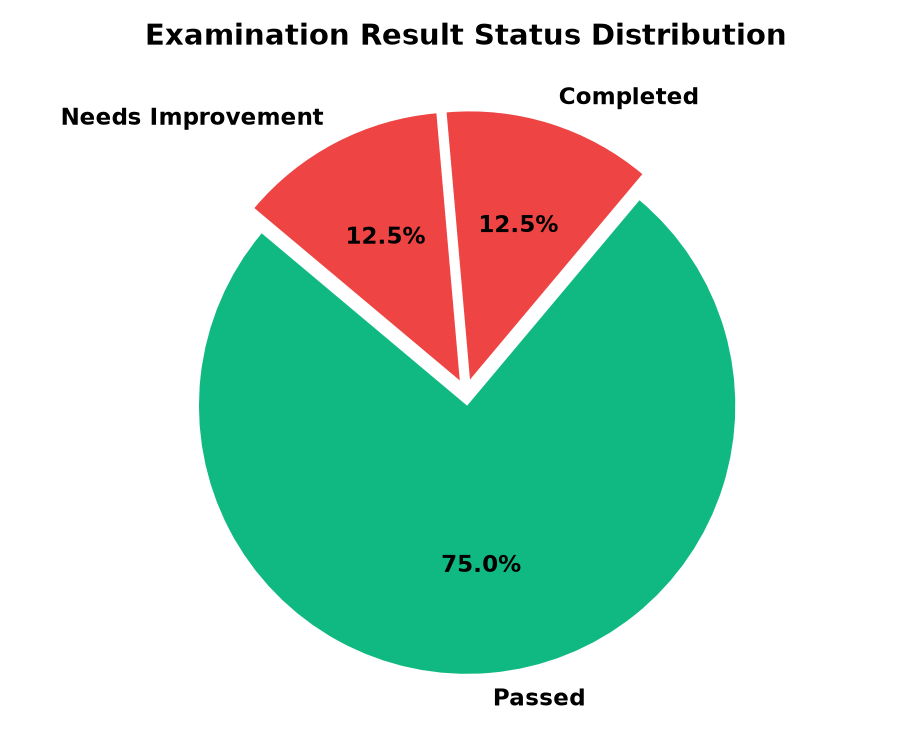 Examination Result Status Distribution
Completed
Needs Improvement
12.5%
12.5%
75.0%
Passed